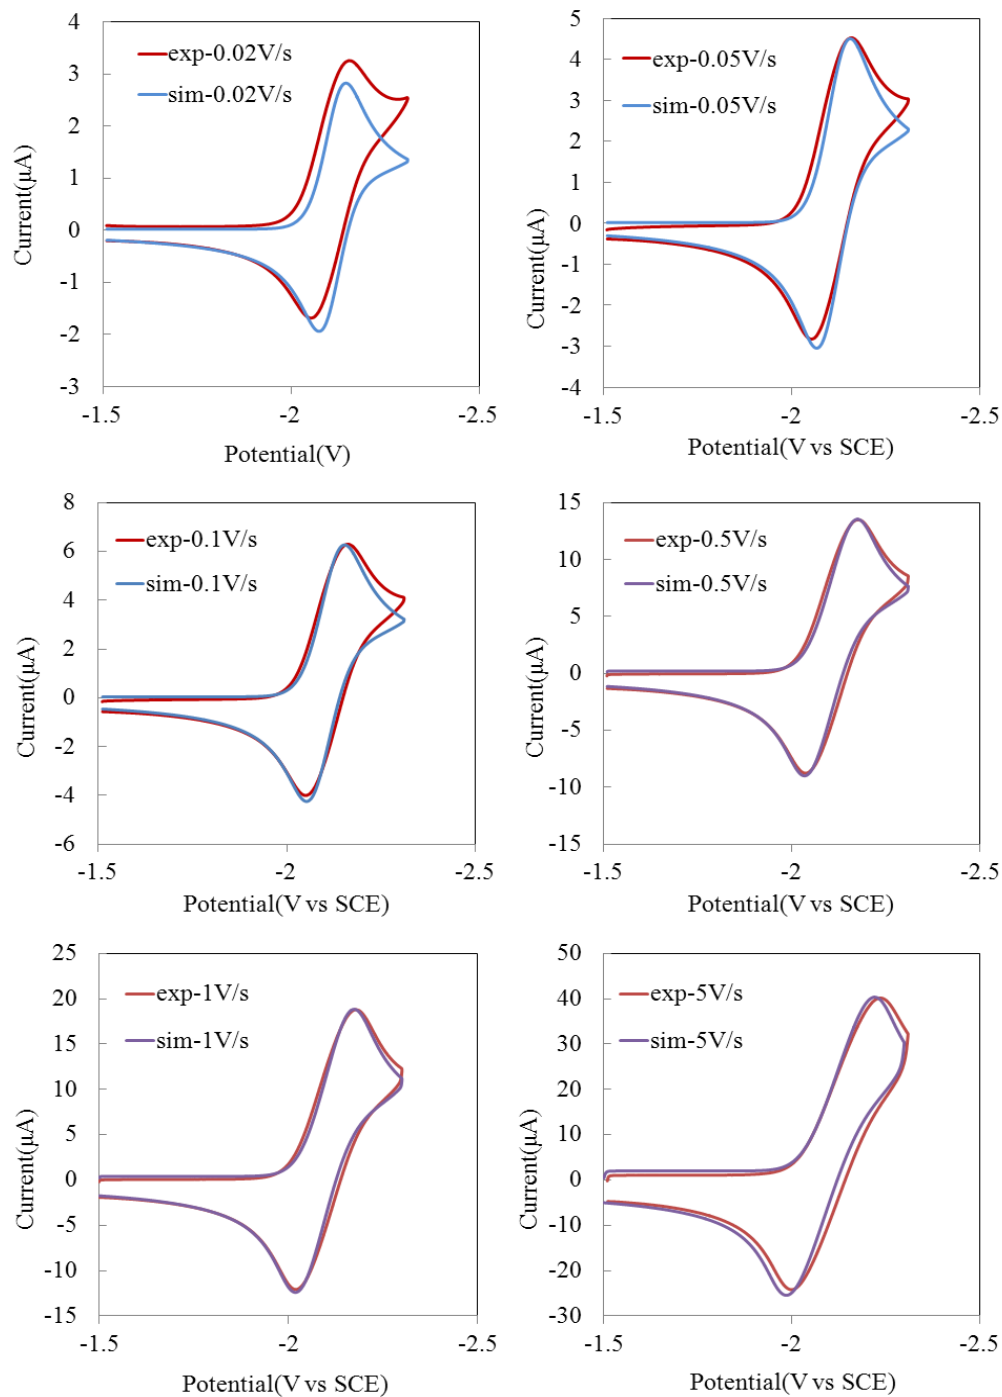 4
3
2
1
0
-1
-2
-3
-1.5
-2
-2.5
Current(μA)
Potential(V)
exp-0.02V/s
sim-0.02V/s
5
4
3
2
1
0
-1
-2
-3
-4
-1.5
-2
-2.5
Current(μA)
Potential(V vs SCE)
exp-0.05V/s
sim-0.05V/s
8
6
4
2
0
-2
-4
-6
-1.5
-2
-2.5
Current(μA)
Potential(V vs SCE)
exp-0.1V/s
sim-0.1V/s
15
10
5
0
-5
-10
-15
-1.5
-2
-2.5
Current(μA)
Potential(V vs SCE)
exp-0.5V/s
sim-0.5V/s
25
20
15
10
5
0
-5
-10
-15
-1.5
-2
-2.5
Current(μA)
Potential(V vs SCE)
exp-1V/s
sim-1V/s
50
40
30
20
10
0
-10
-20
-30
-1.5
-2
-2.5
Current(μA)
Potential(V vs SCE)
exp-5V/s
sim-5V/s